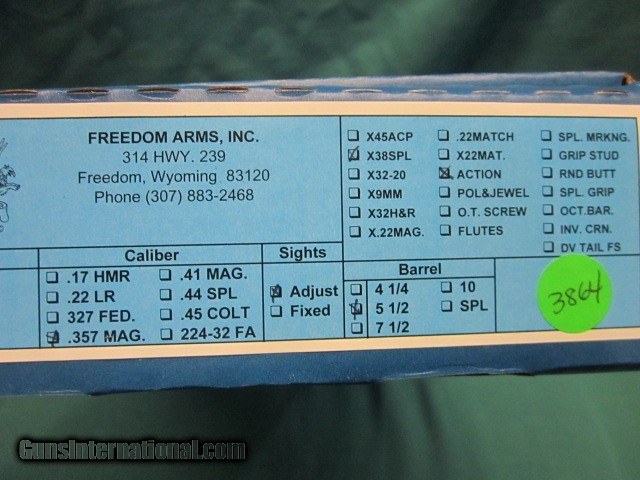 FREEDOM ARMS, INC.
314 HWY. 239
Freedom, Wyoming 83120
Phone (307) 883-2468
X45ACP
X38SPL
X32-20
X9MM
X32H&R
X.22MAG.
.22MATCH
X22MAT.
ACTION
POL&JEWEL
O.T. SCREW
FLUTES
SPL. MRKNG.
GRIP STUD
RND BUTT
SPL. GRIP
OCT.BAR.
INV. CRN.
DV TAIL FS
Caliber
.17 HMR
.22 LR
327 FED.
.357 MAG.
.41 MAG.
.44 SPL
.45 COLT
224-32 FA
Sights
Adjust
Fixed
Barrel
4 1/4
5 1/2
7 1/2
10
SPL
3864
GunsInternational.com